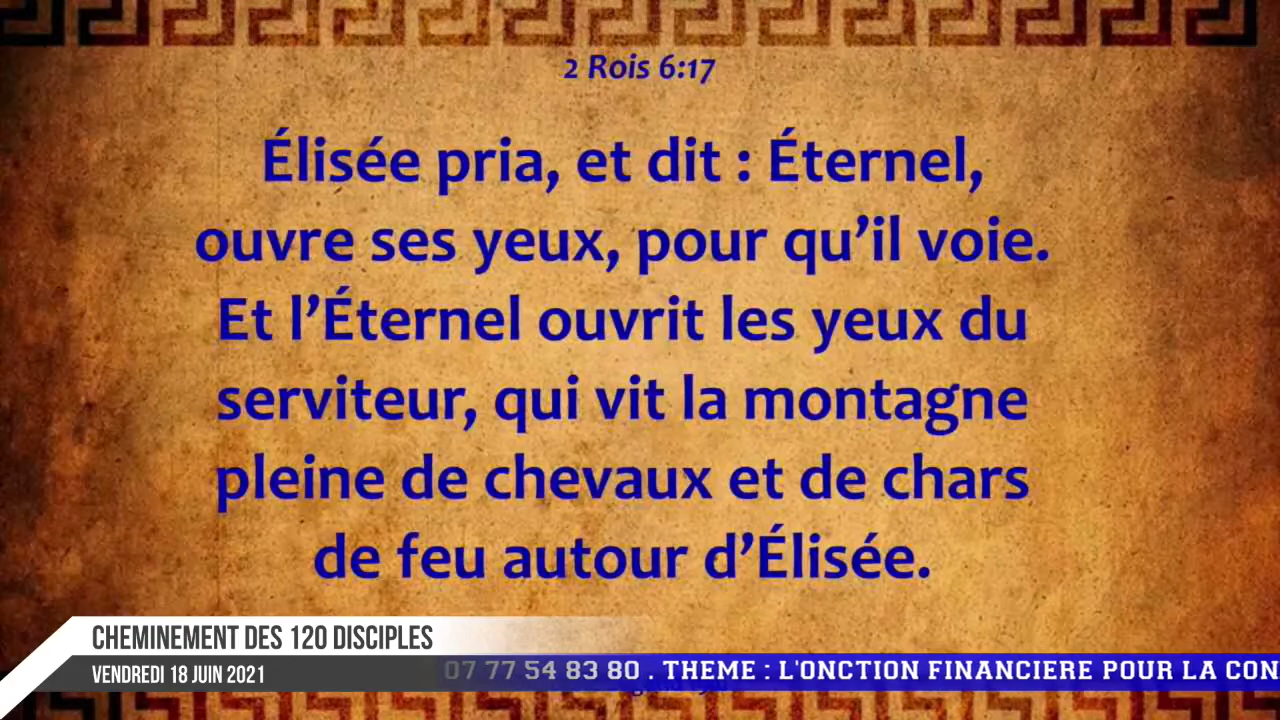 2 Rois 6:17
Élisée pria, et dit : Éternel,
ouvre ses yeux, pour qu’il voie.
Et l’Éternel ouvrit les yeux du
serviteur, qui vit la montagne
pleine de chevaux et de chars
de feu autour d’Élisée.
CHEMINEMENT DES 120 DISCIPLES
VENDREDI 18 JUIN 2021
07 77 54 83 80 . THEME : L'ONCTION FINANCIERE POUR LA CON